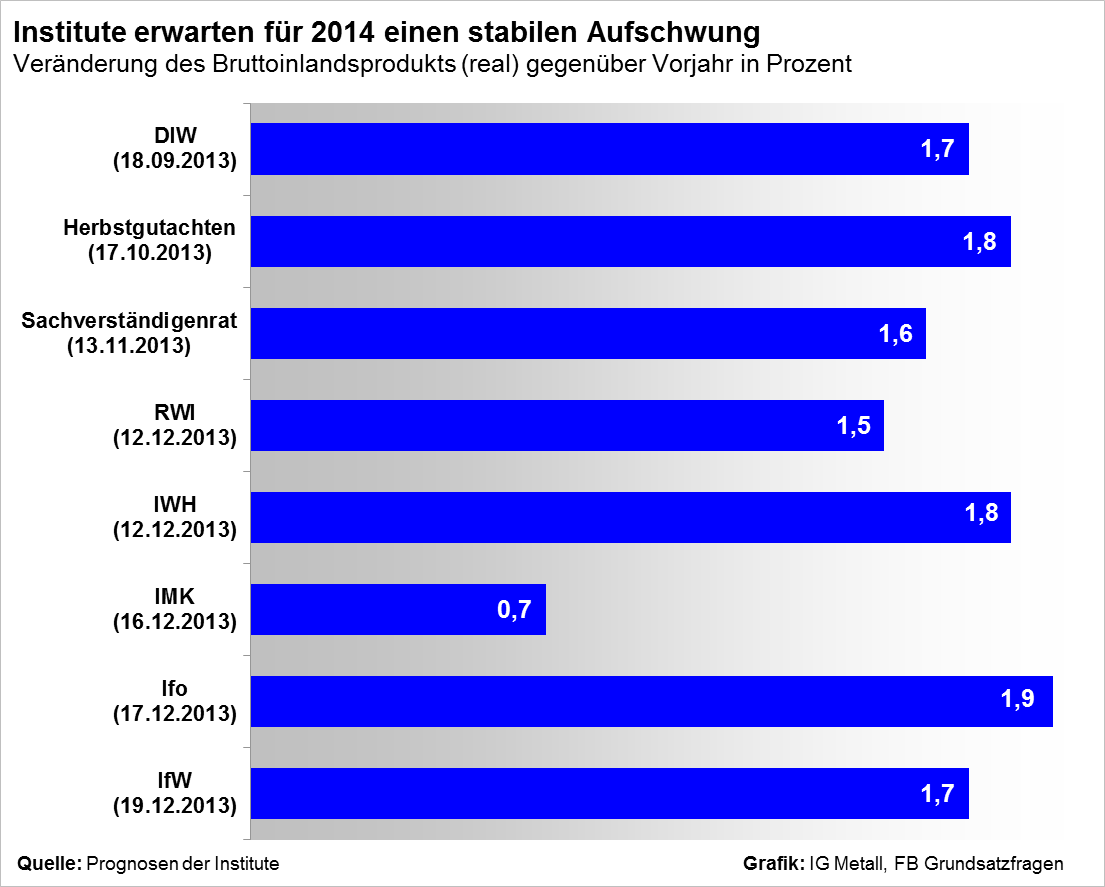 Institute erwarten für 2014 einen stabilen Aufschwung
Veränderung des Bruttoinlandsprodukts (real) gegenüber Vorjahr in Prozent
DIW
(18.09.2013)
1,7
Herbstgutachten
(17.10.2013)
1,8
Sachverständigenrat
(13.11.2013)
1,6
RWI
(12.12.2013)
1,5
IWH
(12.12.2013)
1,8
IMK
(16.12.2013)
0,7
Ifo
(17.12.2013)
1,9
IfW
(19.12.2013)
1,7
Quelle: Prognosen der Institute
Grafik: IG Metall, FB Grundsatzfragen